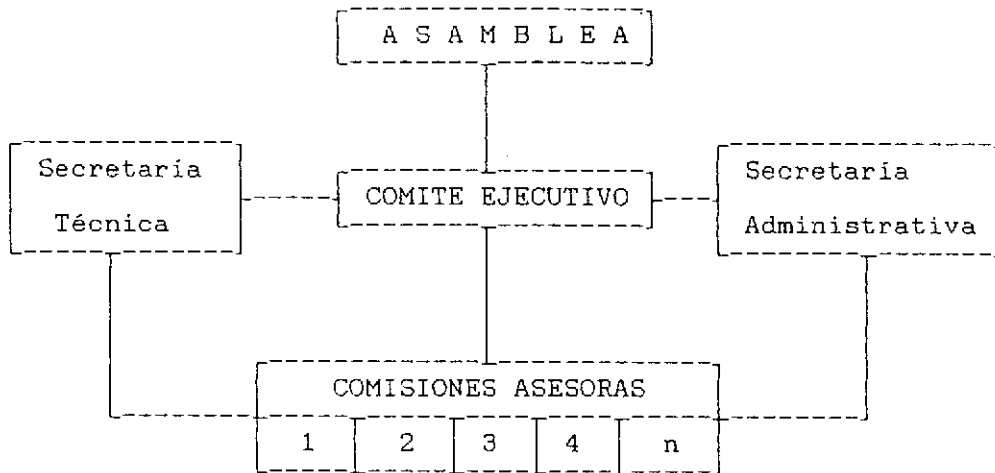 A S A M B L E A
Secretaría
Técnica
COMITE EJECUTIVO
Secretaría
Administrativa
COMISIONES ASESORAS
1 2 3 4 n